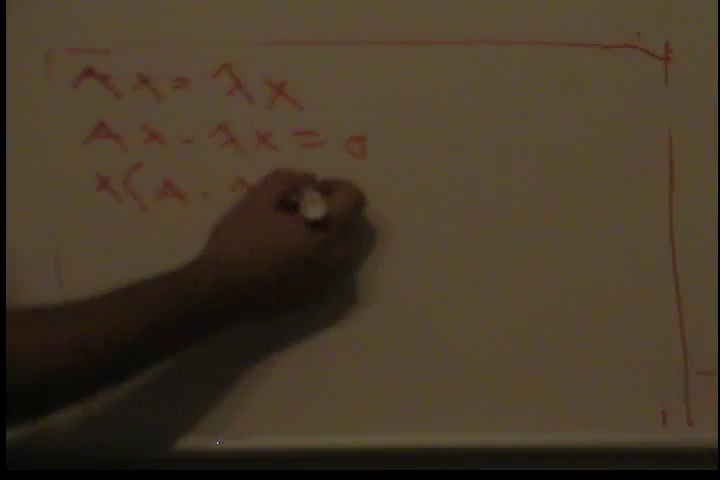 Ax = λx
Ax - λx = 0
x(A - λ